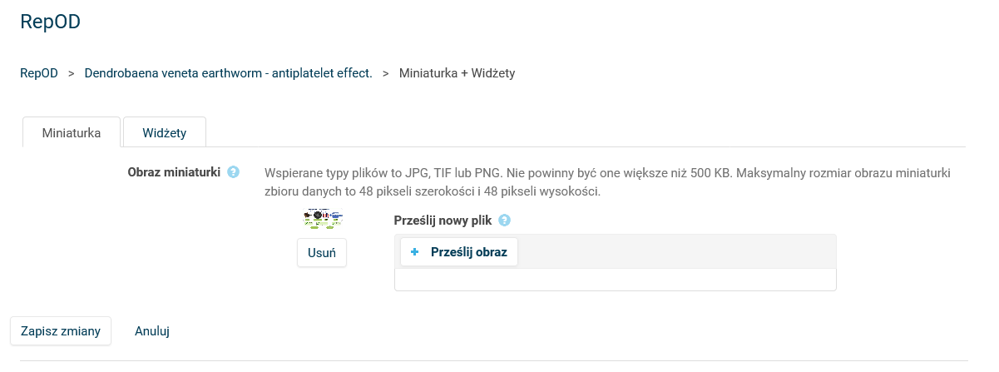 RepOD
RepOD > Dendrobaena veneta earthworm - antiplatelet effect. > Miniaturka + Widżety
Miniaturka Widżety
Obraz miniaturki ? Wspierane typy plików to JPG, TIF lub PNG. Nie powinny być one większe niż 500 KB. Maksymalny rozmiar obrazu miniaturki
zbioru danych to 48 pikseli szerokości i 48 pikseli wysokości.
Prześlij nowy plik ?
Usuń + Prześlij obraz
Zapisz zmiany Anuluj